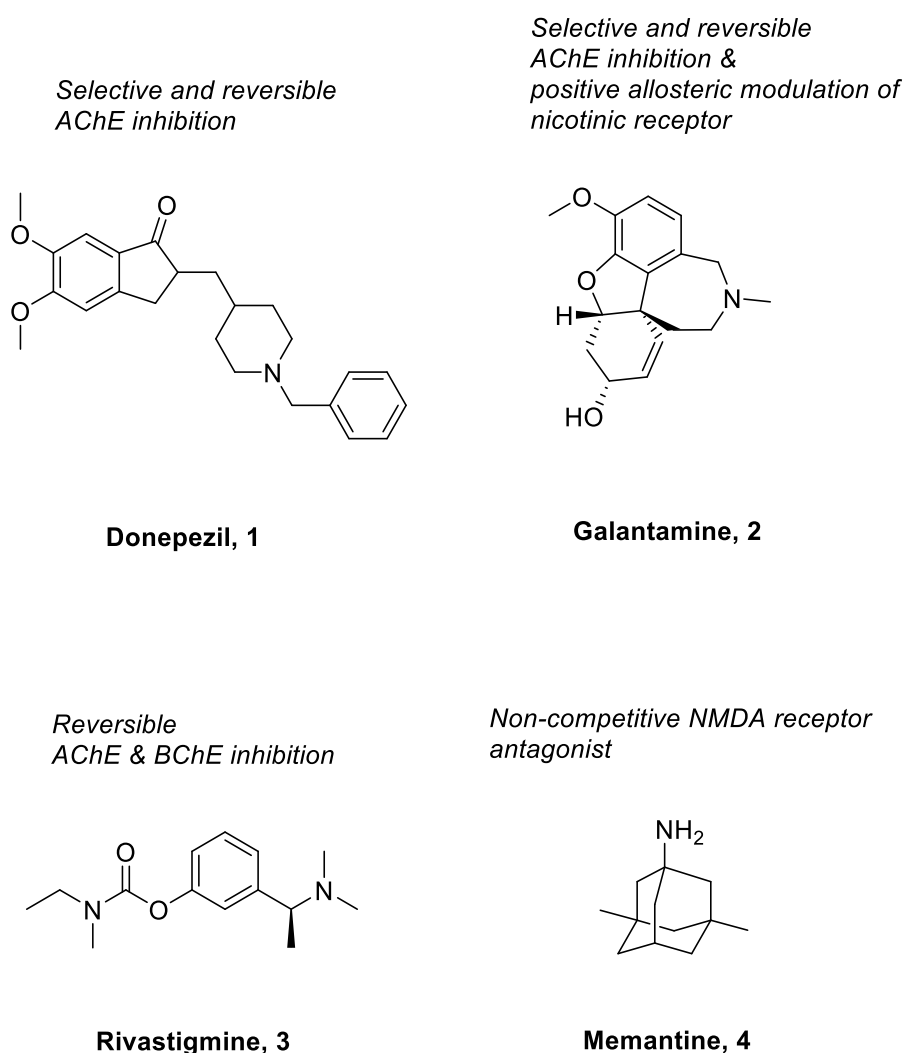 Selective and reversible
AChE inhibition
Selective and reversible
AChE inhibition &
positive allosteric modulation of
nicotinic receptor
O
O
O
N
O
O
H
N
HO
Donepezil, 1
Galantamine, 2
Reversible
AChE & BChE inhibition
Non-competitive NMDA receptor
antagonist
O
N
O
N
NH2
Rivastigmine, 3
Memantine, 4